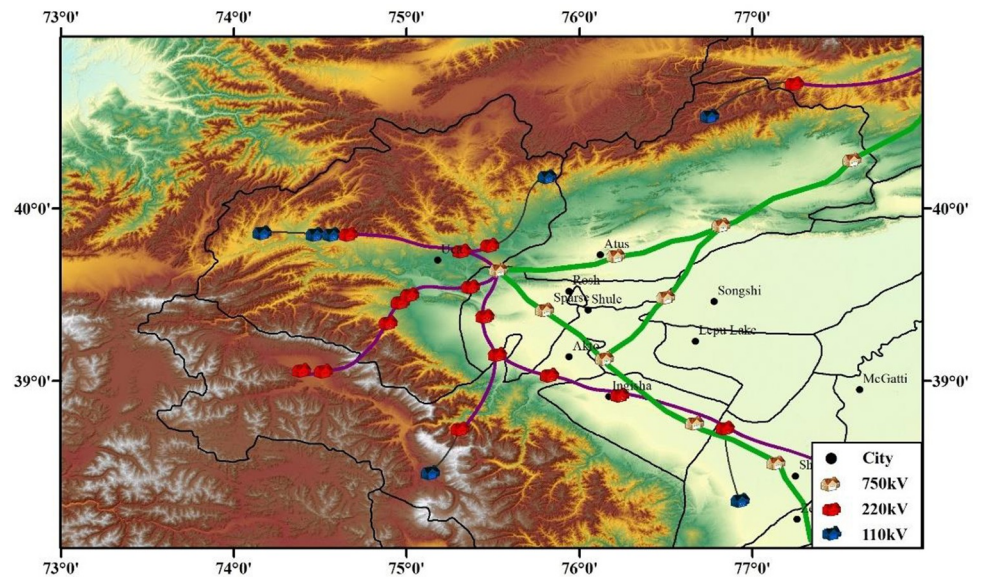 73°0' 74°0' 75°0' 76°0' 77°0'
40°0' 40°0'
Atus
Rosh
Sparse Shule
Songshi
Lepu Lake
Akto
39°0' 39°0'
McGatti
Ingisha
Sh
City
750kV
220kV
110kV
73°0' 74°0' 75°0' 76°0' 77°0'